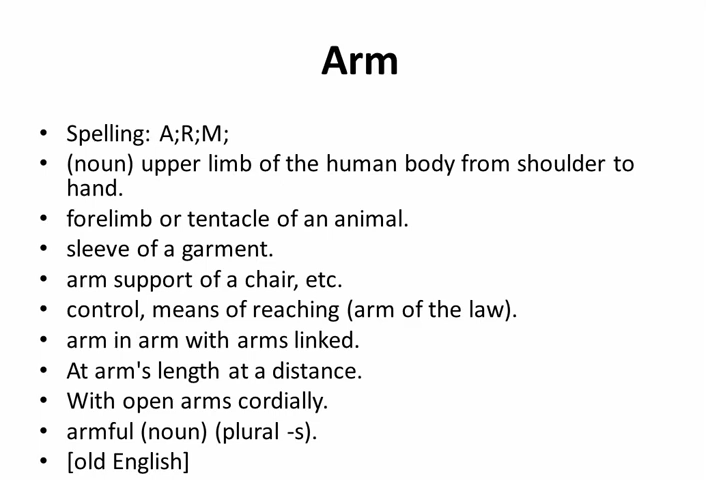 Arm
• Spelling: A;R;M;
• (noun) upper limb of the human body from shoulder to
hand.
• forelimb or tentacle of an animal.
• sleeve of a garment.
• arm support of a chair, etc.
• control, means of reaching (arm of the law).
• arm in arm with arms linked.
• At arm's length at a distance.
• With open arms cordially.
• armful (noun) (plural -s).
• [old English]